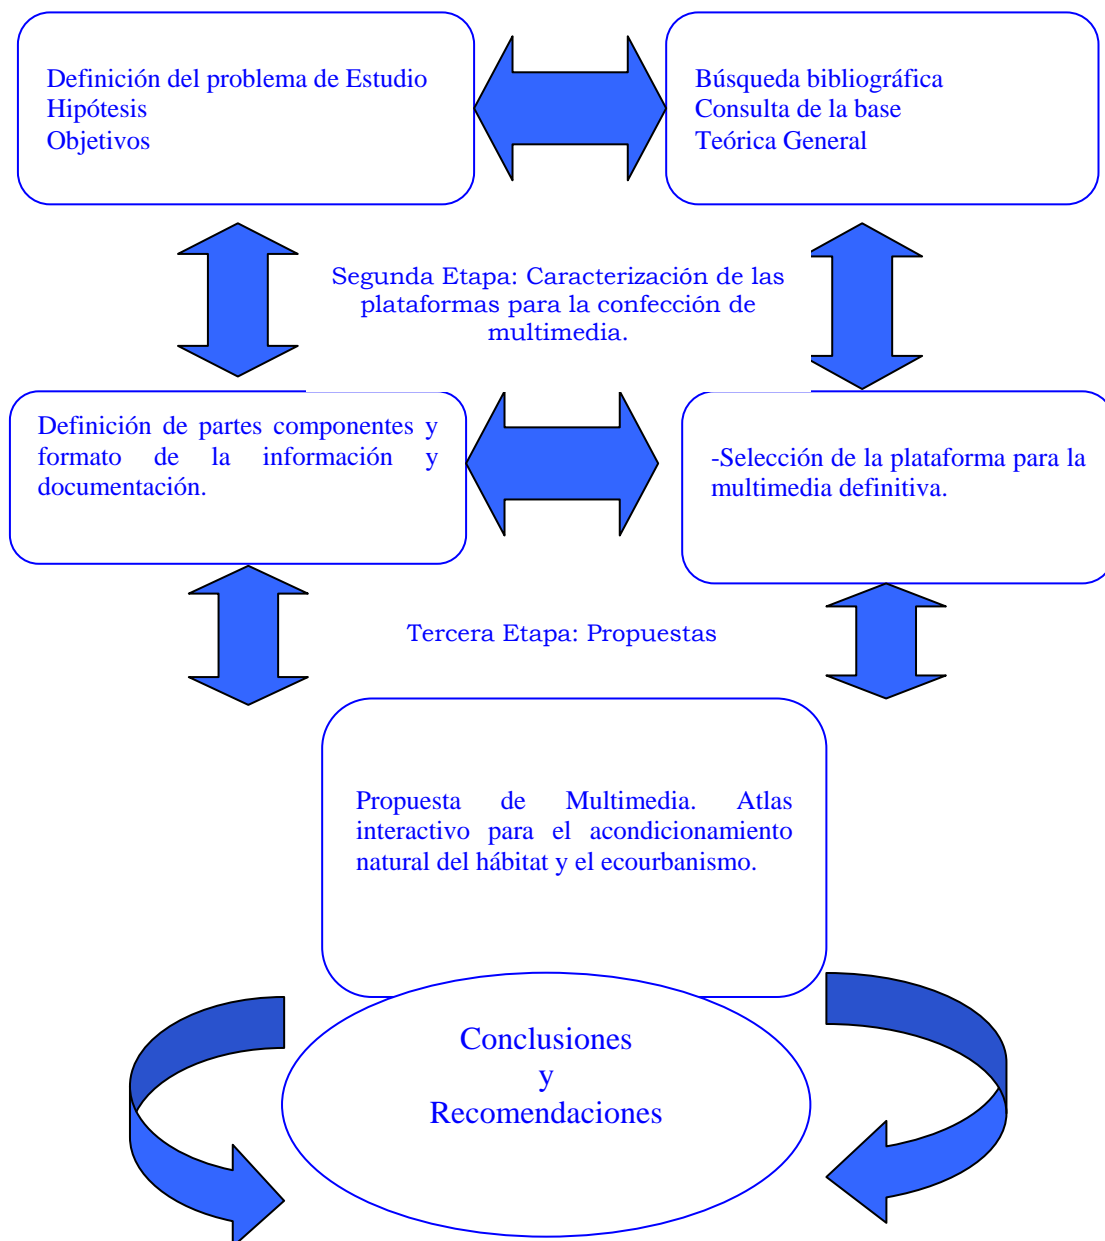 Definición del problema de Estudio
Hipótesis
Objetivos
Búsqueda bibliográfica
Consulta de la base
Teórica General
Segunda Etapa: Caracterización de las
plataformas para la confección de
multimedia.
Definición de partes componentes y
formato de la información y
documentación.
-Selección de la plataforma para la
multimedia definitiva.
Tercera Etapa: Propuestas
Propuesta de Multimedia. Atlas
interactivo para el acondicionamiento
natural del hábitat y el ecourbanismo.
Conclusiones
y
Recomendaciones